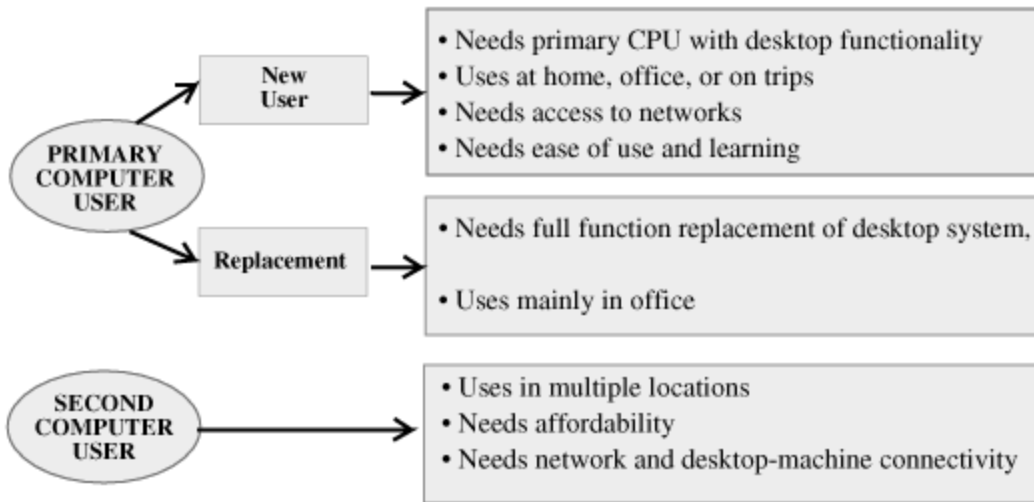 New
User
• Needs primary CPU with desktop functionality
• Uses at home, office, or on trips
• Needs access to networks
• Needs ease of use and learning
PRIMARY
COMPUTER
USER
Replacement
• Needs full function replacement of desktop system,
• Uses mainly in office
SECOND
COMPUTER
USER
• Uses in multiple locations
• Needs affordability
• Needs network and desktop-machine connectivity